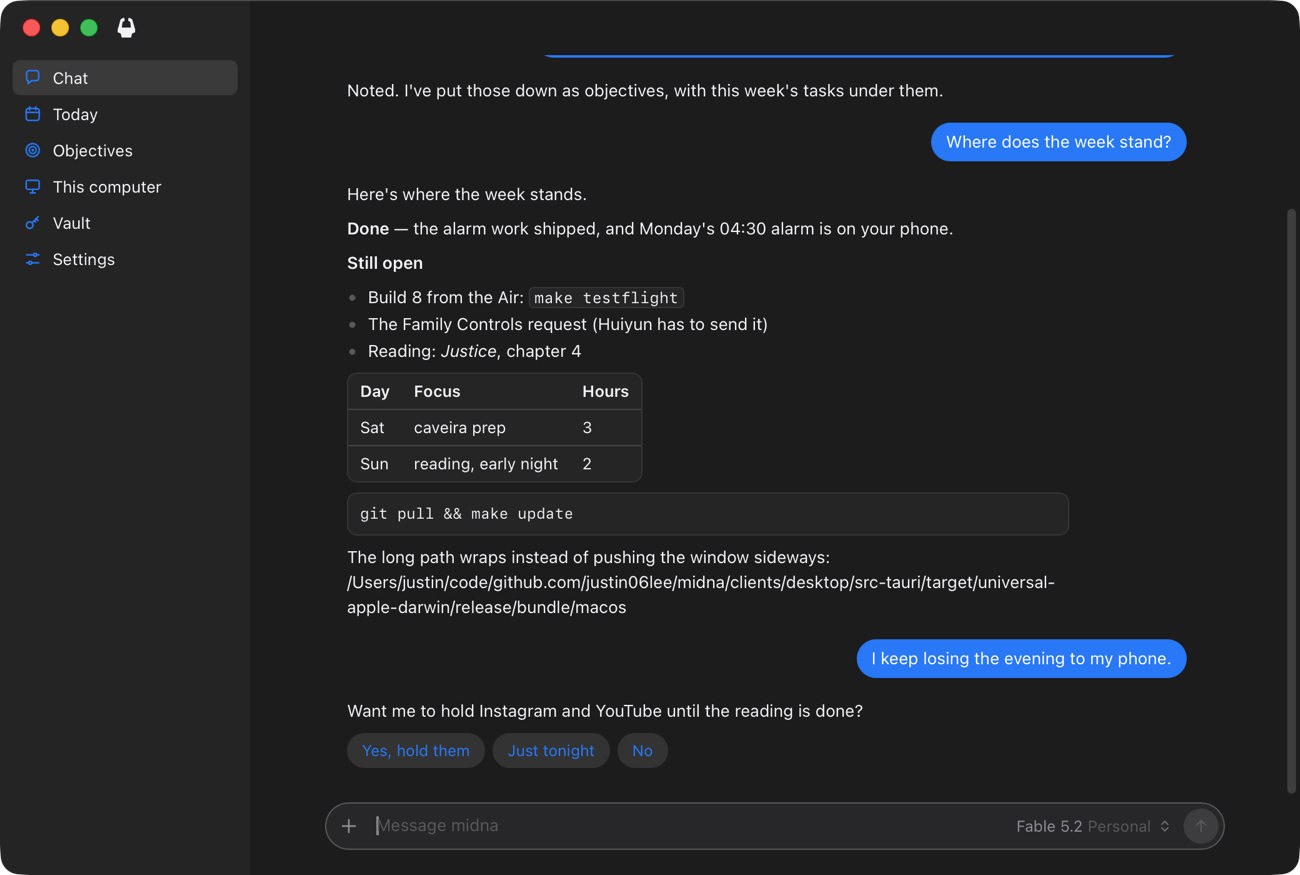 Chat
Today
Objectives
This computer
Vault
Settings
Noted. I've put those down as objectives, with this week's tasks under them.
Where does the week stand?
Here's where the week stands.
Done — the alarm work shipped, and Monday's 04:30 alarm is on your phone.
Still open
• Build 8 from the Air: make testflight
• The Family Controls request (Huiyun has to send it)
• Reading: Justice, chapter 4
Day Focus Hours
Sat caveira prep 3
Sun reading, early night 2
git pull && make update
The long path wraps instead of pushing the window sideways:
/Users/justin/code/github.com/justin06lee/midna/clients/desktop/src-tauri/target/universal-
apple-darwin/release/bundle/macos
I keep losing the evening to my phone.
Want me to hold Instagram and YouTube until the reading is done?
Yes, hold them Just tonight No
Message midna Fable 5.2 Personal